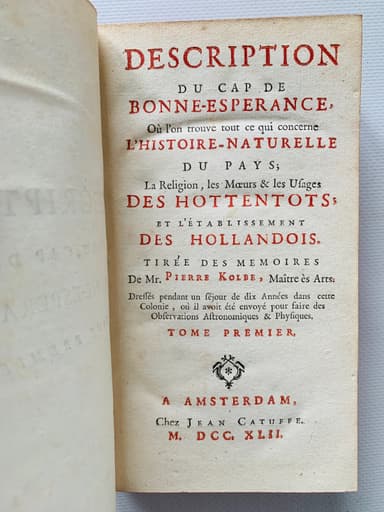 DESCRIPTION
DU CAP DE
BONNE-ESPERANCE,
Où l'on trouve tout ce qui concerne
L'HISTOIRE-NATURELLE
DU PAYS;
La Religion, les Mœurs & les Usages
DES HOTTENTOTS;
ET L'ÉTABLISSEMENT
DES HOLLANDOIS.
TIRÉE DES MEMOIRES
De Mr. PIERRE KOLBE, Maître ès Arts.
Dressés pendant un séjour de dix Années dans cette
Colonie, où il avoit été envoyé pour faire des
Observations Astronomiques & Physiques.
TOME PREMIER.
A AMSTERDAM,
Chez JEAN CATUFFE.
M. DCC. XLII.